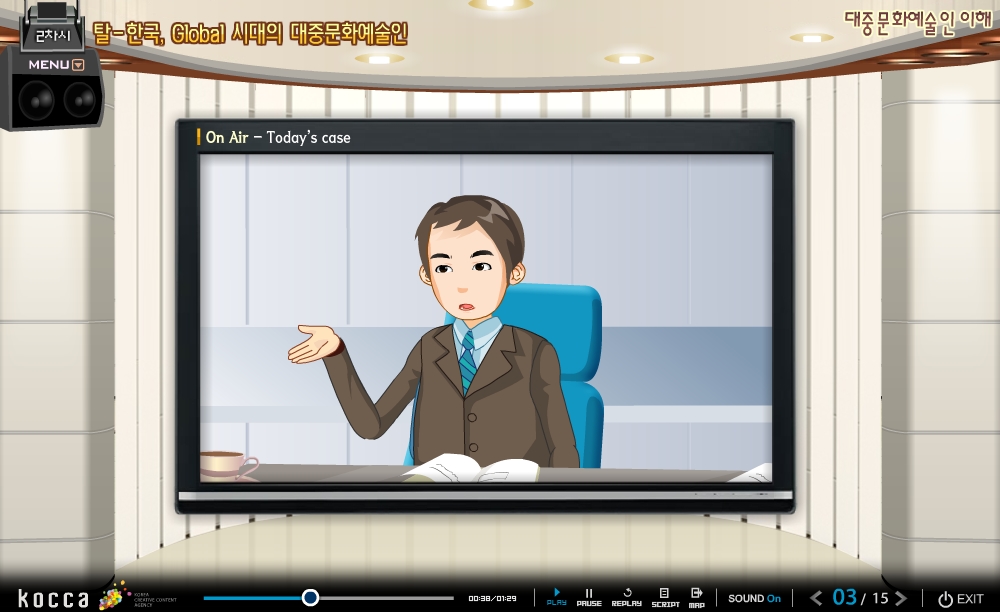 2차시
탈-한국, Global 시대의 대중문화예술인
대중문화예술인 이해
MENU
On Air - Today's case
kocca
KOREA
CREATIVE CONTENT
AGENCY
00:38/01:29
PLAY
PAUSE
REPLAY
SCRIPT
MAP
SOUND On
03 / 15
EXIT